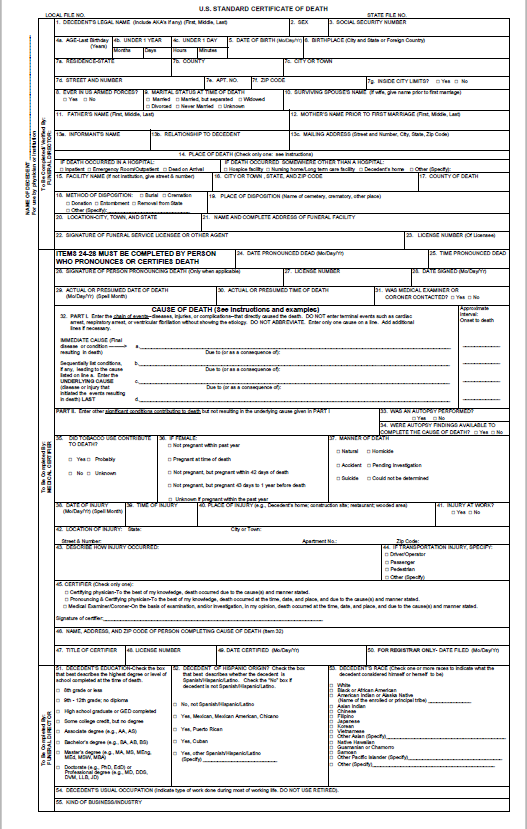 U.S. STANDARD CERTIFICATE OF DEATH
LOCAL FILE NO. STATE FILE NO.
1. DECEDENT'S LEGAL NAME (Include AKA's if any) (First, Middle, Last) 2. SEX 3. SOCIAL SECURITY NUMBER
4a. AGE-Last Birthday (Years) 4b. UNDER 1 YEAR 4c. UNDER 1 DAY 5. DATE OF BIRTH (Mo/Day/Yr) 6. BIRTHPLACE (City and State or Foreign Country)
Months Days Hours Minutes
7a. RESIDENCE-STATE 7b. COUNTY 7c. CITY OR TOWN
7d. STREET AND NUMBER 7e. APT. NO. 7f. ZIP CODE 7g. INSIDE CITY LIMITS? □ Yes □ No
8. EVER IN US ARMED FORCES? 9. MARITAL STATUS AT TIME OF DEATH 10. SURVIVING SPOUSE'S NAME (If wife, give name prior to first marriage)
□ Yes □ No □ Married □ Married, but separated □ Widowed
□ Divorced □ Never Married □ Unknown
11. FATHER'S NAME (First, Middle, Last) 12. MOTHER'S NAME PRIOR TO FIRST MARRIAGE (First, Middle, Last)
13a. INFORMANT'S NAME 13b. RELATIONSHIP TO DECEDENT 13c. MAILING ADDRESS (Street and Number, City, State, Zip Code)
14. PLACE OF DEATH (Check only one: see instructions)
IF DEATH OCCURRED IN A HOSPITAL: IF DEATH OCCURRED SOMEWHERE OTHER THAN A HOSPITAL:
□ Inpatient □ Emergency Room/Outpatient □ Dead on Arrival □ Hospice facility □ Nursing home/Long term care facility □ Decedent's home □ Other (Specify):
15. FACILITY NAME (If not institution, give street & number) 16. CITY OR TOWN, STATE, AND ZIP CODE 17. COUNTY OF DEATH
18. METHOD OF DISPOSITION: □ Burial □ Cremation 19. PLACE OF DISPOSITION (Name of cemetery, crematory, other place)
□ Donation □ Entombment □ Removal from State
□ Other (Specify):
20. LOCATION-CITY, TOWN, AND STATE 21. NAME AND COMPLETE ADDRESS OF FUNERAL FACILITY
22. SIGNATURE OF FUNERAL SERVICE LICENSEE OR OTHER AGENT 23. LICENSE NUMBER (Of Licensee)
NAME OF DECEDENT
For use by physician or institution
To Be Completed/ Verified By:
FUNERAL DIRECTOR:
ITEMS 24-28 MUST BE COMPLETED BY PERSON 24. DATE PRONOUNCED DEAD (Mo/Day/Yr) 25. TIME PRONOUNCED DEAD
WHO PRONOUNCES OR CERTIFIES DEATH
26. SIGNATURE OF PERSON PRONOUNCING DEATH (Only when applicable) 27. LICENSE NUMBER 28. DATE SIGNED (Mo/Day/Yr)
29. ACTUAL OR PRESUMED DATE OF DEATH 30. ACTUAL OR PRESUMED TIME OF DEATH 31. WAS MEDICAL EXAMINER OR
(Mo/Day/Yr) (Spell Month) CORONER CONTACTED? □ Yes □ No
CAUSE OF DEATH (See instructions and examples)
32. PART I. Enter the chain of events--diseases, injuries, or complications--that directly caused the death. DO NOT enter terminal events such as cardiac
arrest, respiratory arrest, or ventricular fibrillation without showing the etiology. DO NOT ABBREVIATE. Enter only one cause on a line. Add additional
lines if necessary.
Approximate
interval:
Onset to death
IMMEDIATE CAUSE (Final
disease or condition ---------> a.
resulting in death) Due to (or as a consequence of):
Sequentially list conditions, b.
if any, leading to the cause Due to (or as a consequence of):
listed on line a. Enter the
UNDERLYING CAUSE c.
(disease or injury that Due to (or as a consequence of):
initiated the events resulting
in death) LAST d.
PART II. Enter other significant conditions contributing to death but not resulting in the underlying cause given in PART I 33. WAS AN AUTOPSY PERFORMED?
□ Yes □ No
34. WERE AUTOPSY FINDINGS AVAILABLE TO
COMPLETE THE CAUSE OF DEATH? □ Yes □ No
35. DID TOBACCO USE CONTRIBUTE 36. IF FEMALE: 37. MANNER OF DEATH
TO DEATH? □ Not pregnant within past year
□ Yes □ Probably □ Pregnant at time of death □ Natural □ Homicide
□ No □ Unknown □ Not pregnant, but pregnant within 42 days of death □ Accident □ Pending Investigation
□ Not pregnant, but pregnant 43 days to 1 year before death □ Suicide □ Could not be determined
□ Unknown if pregnant within the past year
38. DATE OF INJURY 39. TIME OF INJURY 40. PLACE OF INJURY (e.g., Decedent's home; construction site; restaurant; wooded area) 41. INJURY AT WORK?
(Mo/Day/Yr) (Spell Month) □ Yes □ No
42. LOCATION OF INJURY: State: City or Town:
Street & Number: Apartment No.: Zip Code:
43. DESCRIBE HOW INJURY OCCURRED: 44. IF TRANSPORTATION INJURY, SPECIFY:
□ Driver/Operator
□ Passenger
□ Pedestrian
□ Other (Specify)
45. CERTIFIER (Check only one):
□ Certifying physician-To the best of my knowledge, death occurred due to the cause(s) and manner stated.
□ Pronouncing & Certifying physician-To the best of my knowledge, death occurred at the time, date, and place, and due to the cause(s) and manner stated.
□ Medical Examiner/Coroner-On the basis of examination, and/or investigation, in my opinion, death occurred at the time, date, and place, and due to the cause(s) and manner stated.
Signature of certifier:
46. NAME, ADDRESS, AND ZIP CODE OF PERSON COMPLETING CAUSE OF DEATH (Item 32)
47. TITLE OF CERTIFIER 48. LICENSE NUMBER 49. DATE CERTIFIED (Mo/Day/Yr) 50. FOR REGISTRAR ONLY- DATE FILED (Mo/Day/Yr)
To Be Completed By:
MEDICAL CERTIFIER
51. DECEDENT'S EDUCATION-Check the box
that best describes the highest degree or level of
school completed at the time of death.
□ 8th grade or less
□ 9th - 12th grade; no diploma
□ High school graduate or GED completed
□ Some college credit, but no degree
□ Associate degree (e.g., AA, AS)
□ Bachelor's degree (e.g., BA, AB, BS)
□ Master's degree (e.g., MA, MS, MEng,
MEd, MSW, MBA)
□ Doctorate (e.g., PhD, EdD) or
Professional degree (e.g., MD, DDS,
DVM, LLB, JD)
52. DECEDENT OF HISPANIC ORIGIN? Check the box
that best describes whether the decedent is
Spanish/Hispanic/Latino. Check the "No" box if
decedent is not Spanish/Hispanic/Latino.
□ No, not Spanish/Hispanic/Latino
□ Yes, Mexican, Mexican American, Chicano
□ Yes, Puerto Rican
□ Yes, Cuban
□ Yes, other Spanish/Hispanic/Latino
(Specify)
53. DECEDENT'S RACE (Check one or more races to indicate what the
decedent considered himself or herself to be)
□ White
□ Black or African American
□ American Indian or Alaska Native
(Name of the enrolled or principal tribe)
□ Asian Indian
□ Chinese
□ Filipino
□ Japanese
□ Korean
□ Vietnamese
□ Other Asian (Specify)
□ Native Hawaiian
□ Guamanian or Chamorro
□ Samoan
□ Other Pacific Islander (Specify)
□ Other (Specify)
To Be Completed By:
FUNERAL DIRECTOR
54. DECEDENT'S USUAL OCCUPATION (Indicate type of work done during most of working life. DO NOT USE RETIRED).
55. KIND OF BUSINESS/INDUSTRY